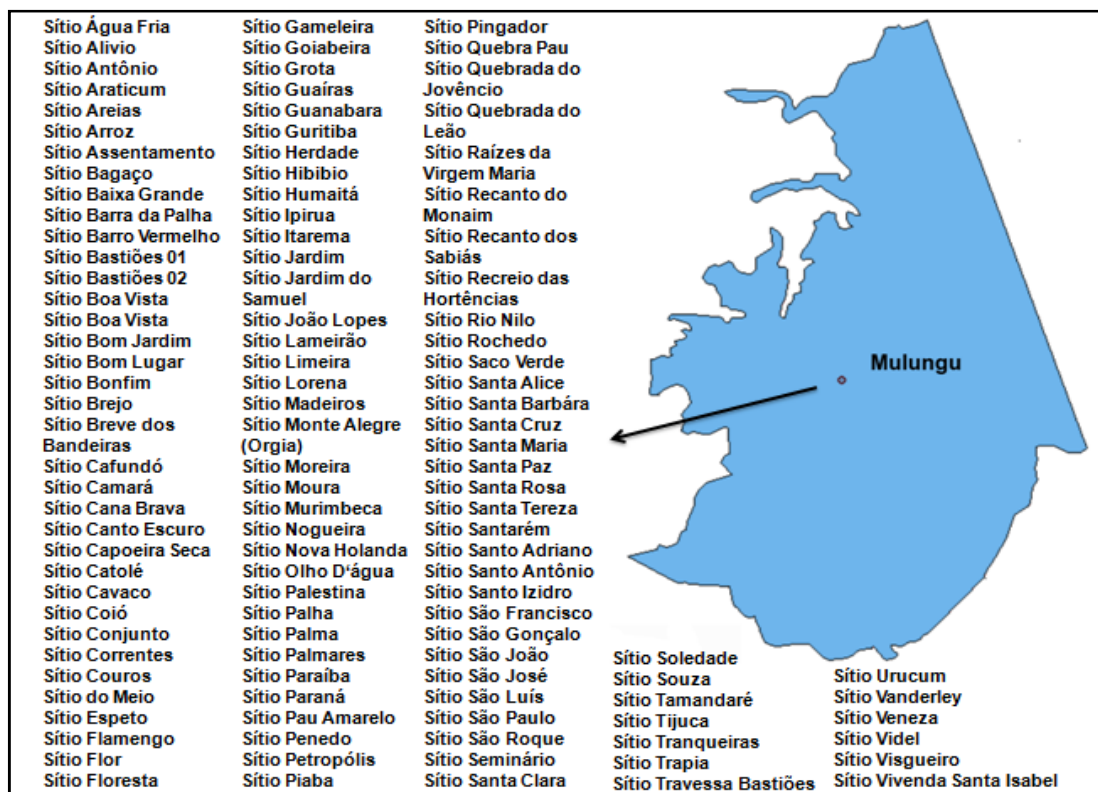 Sítio Água Fria
Sítio Alivio
Sítio Antônio
Sítio Araticum
Sítio Areias
Sítio Arroz
Sítio Assentamento
Sítio Bagaço
Sítio Baixa Grande
Sítio Barra da Palha
Sítio Barro Vermelho
Sítio Bastiões 01
Sítio Bastiões 02
Sítio Boa Vista
Sítio Boa Vista
Sítio Bom Jardim
Sítio Bom Lugar
Sítio Bonfim
Sítio Brejo
Sítio Breve dos
Bandeiras
Sítio Cafundó
Sítio Camará
Sítio Cana Brava
Sítio Canto Escuro
Sítio Capoeira Seca
Sítio Catolé
Sítio Cavaco
Sítio Coió
Sítio Conjunto
Sítio Correntes
Sítio Couros
Sítio do Meio
Sítio Espeto
Sítio Flamengo
Sítio Flor
Sítio Floresta
Sítio Gameleira
Sítio Goiabeira
Sítio Grota
Sítio Guaíras
Sítio Guanabara
Sítio Guritiba
Sítio Herdade
Sítio Hibibio
Sítio Humaitá
Sítio Ipirua
Sítio Itarema
Sítio Jardim
Sítio Jardim do
Samuel
Sítio João Lopes
Sítio Lameirão
Sítio Limeira
Sítio Lorena
Sítio Madeiros
Sítio Monte Alegre
(Orgia)
Sítio Moreira
Sítio Moura
Sítio Murimbeca
Sítio Nogueira
Sítio Nova Holanda
Sítio Olho D‘água
Sítio Palestina
Sítio Palha
Sítio Palma
Sítio Palmares
Sítio Paraíba
Sítio Paraná
Sítio Pau Amarelo
Sítio Penedo
Sítio Petropólis
Sítio Piaba
Sítio Pingador
Sítio Quebra Pau
Sítio Quebrada do
Jovêncio
Sítio Quebrada do
Leão
Sítio Raízes da
Virgem Maria
Sítio Recanto do
Monaim
Sítio Recanto dos
Sabiás
Sítio Recreio das
Hortências
Sítio Rio Nilo
Sítio Rochedo
Sítio Saco Verde
Sítio Santa Alice
Sítio Santa Barbára
Sítio Santa Cruz
Sítio Santa Maria
Sítio Santa Paz
Sítio Santa Rosa
Sítio Santa Tereza
Sítio Santarém
Sítio Santo Adriano
Sítio Santo Antônio
Sítio Santo Izidro
Sítio São Francisco
Sítio São Gonçalo
Sítio São João
Sítio São José
Sítio São Luís
Sítio São Paulo
Sítio São Roque
Sítio Seminário
Sítio Santa Clara
Sítio Soledade
Sítio Souza
Sítio Tamandaré
Sítio Tijuca
Sítio Tranqueiras
Sítio Trapia
Sítio Travessa Bastiões
Sítio Urucum
Sítio Vanderley
Sítio Veneza
Sítio Videl
Sítio Visgueiro
Sítio Vivenda Santa Isabel
Mulungu